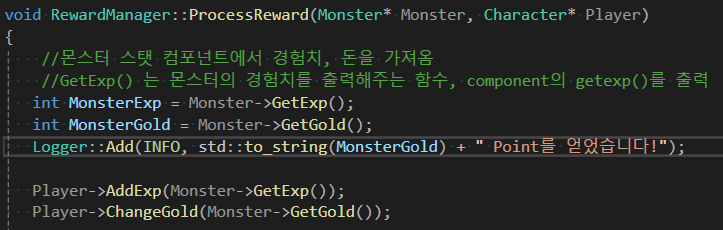 void RewardManager::ProcessReward(Monster* Monster, Character* Player)
{
//몬스터 스탯 컴포넌트에서 경험치, 돈을 가져옴
//GetExp() 는 몬스터의 경험치를 출력해주는 함수, component의 getexp()를 출력
int MonsterExp = Monster->GetExp();
int MonsterGold = Monster->GetGold();
Logger::Add(INFO, std::to_string(MonsterGold) + " Point를 얻었습니다!");
Player->AddExp(Monster->GetExp());
Player->ChangeGold(Monster->GetGold());